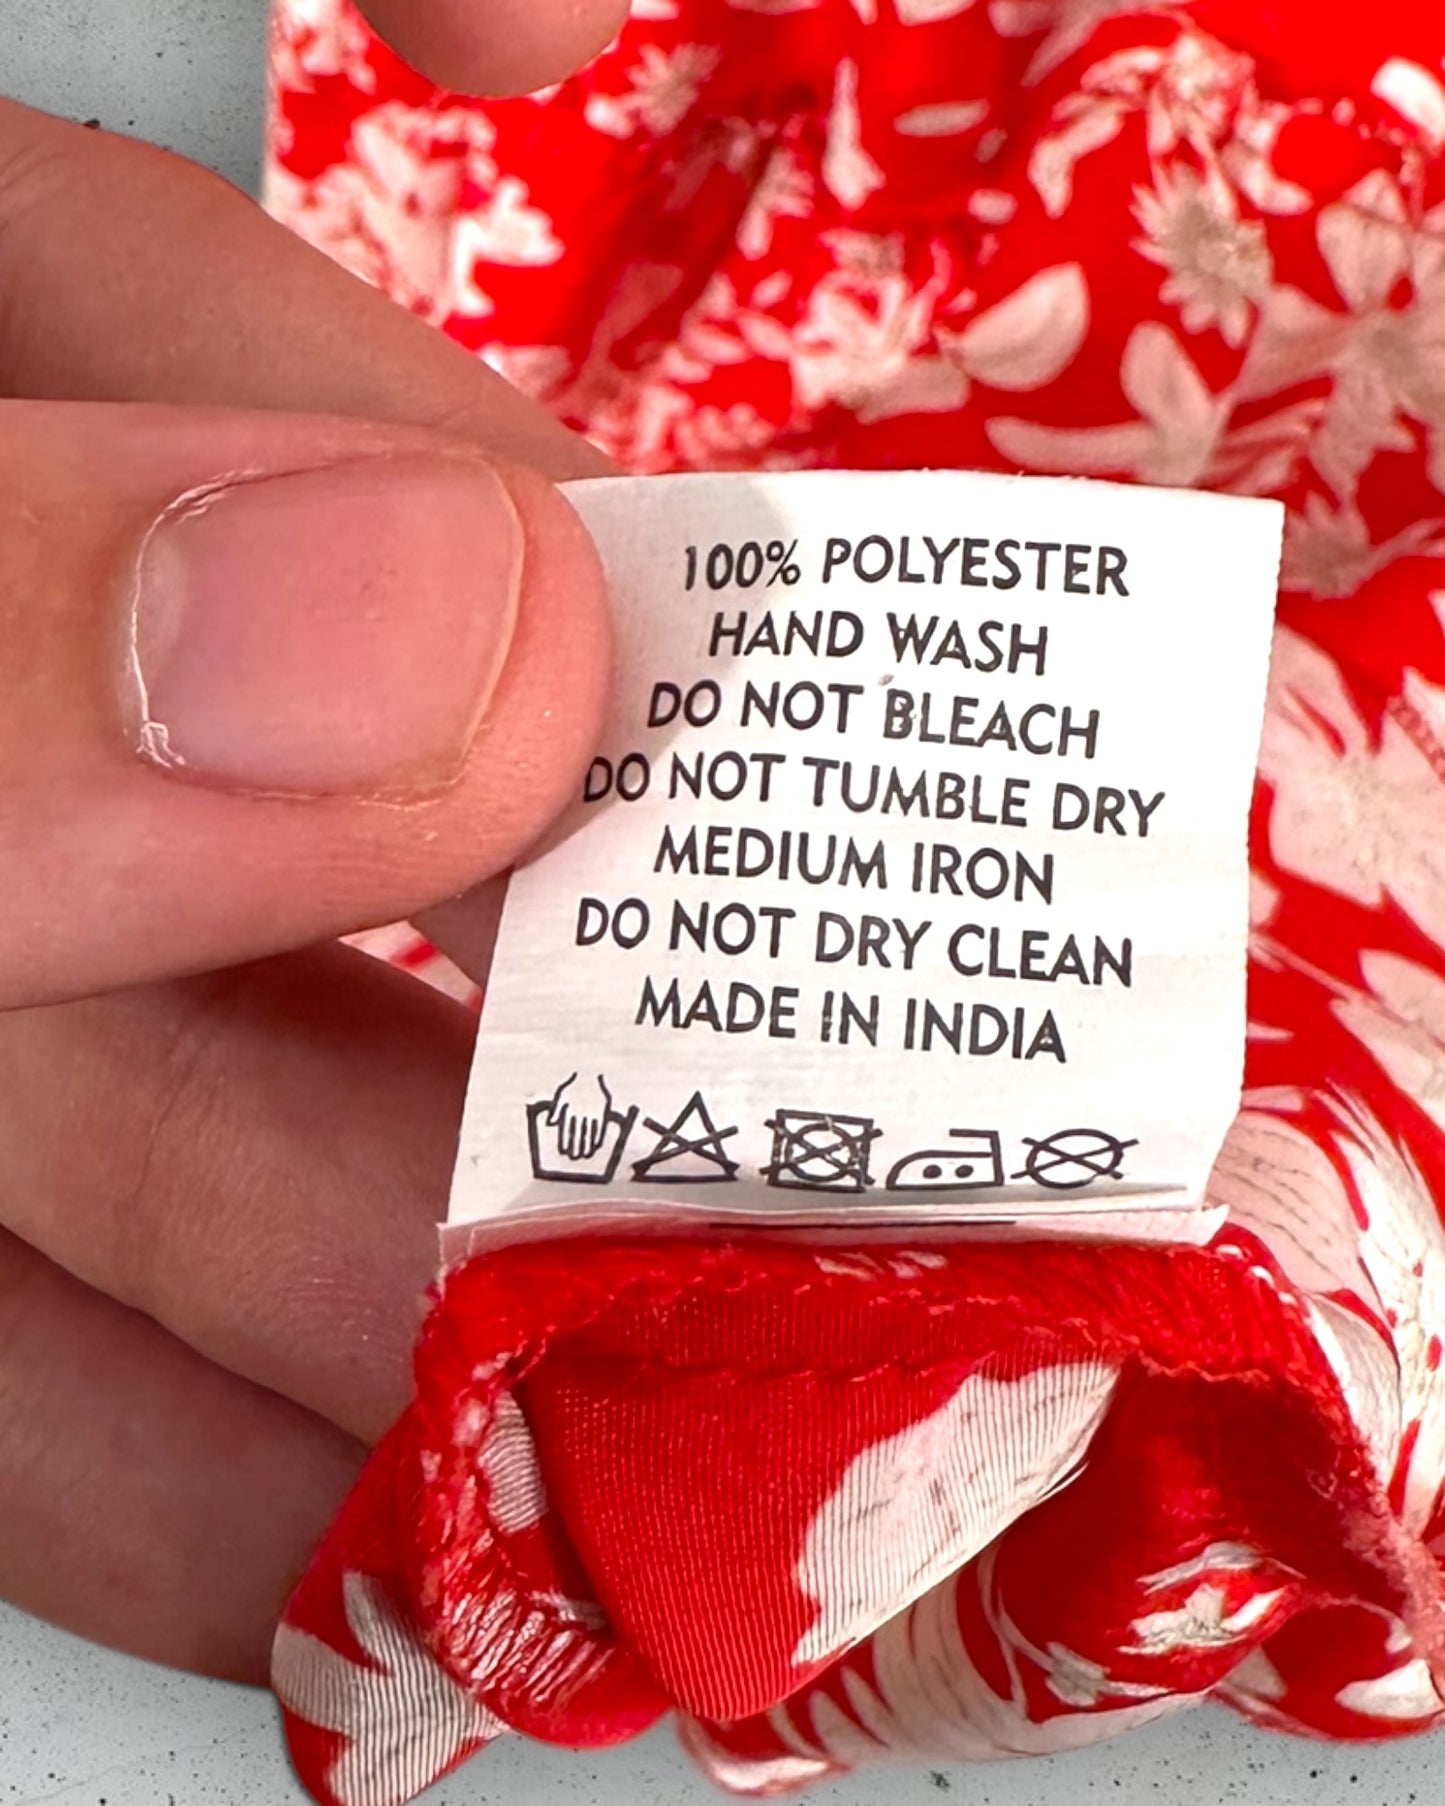 100% POLYESTER
HAND WASH
DO NOT BLEACH
DO NOT TUMBLE DRY
MEDIUM IRON
DO NOT DRY CLEAN
MADE IN INDIA